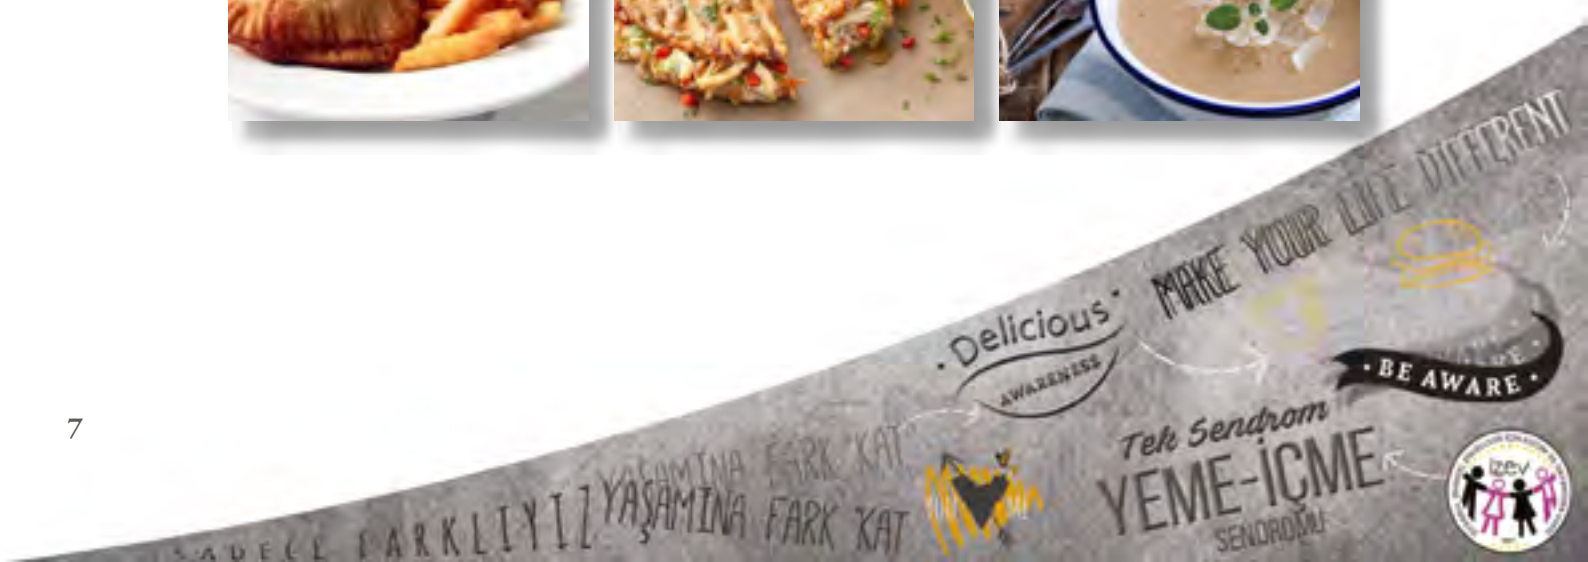 MAKE YOUR LIFE DIFFERENT
• Delicious •
AWARENESS
• BE AWARE •
7
Tek Sendrom
YEME-İÇME
SENDROMU
YAŞAMINA FARK KAT
YAŞAMINA FARK KAT
SADECE FARKLIYIZ
izev